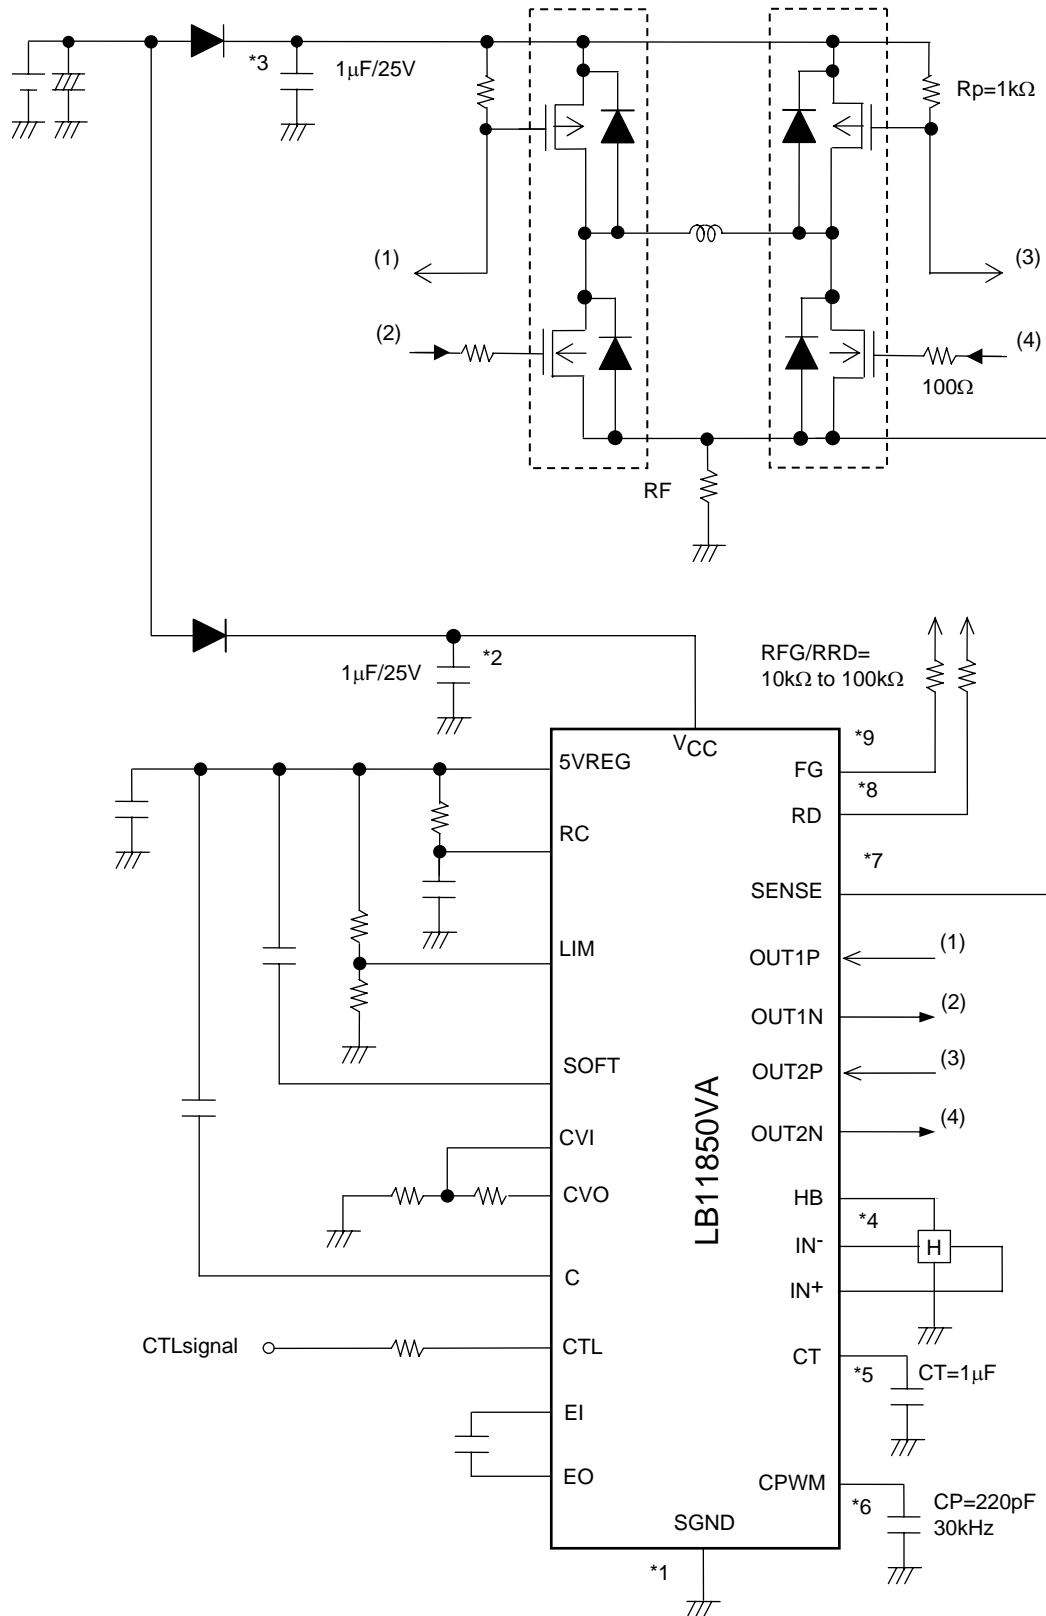 *3
1μF/25V
Rp=1kΩ
(1)
(3)
(2)
(4)
100Ω
RF
1μF/25V
*2
RFG/RRD=
10kΩ to 100kΩ
VCC
*9
5VREG
FG
*8
RD
RC
*7
SENSE
LIM
OUT1P
(1)
OUT1N
(2)
SOFT
OUT2P
(3)
OUT2N
(4)
CVI
CVO
HB
*4
LB11850VA
IN-
H
C
IN+
CTLsignal
CTL
CT
*5
CT=1μF
EI
EO
CPWM
*6
CP=220pF
30kHz
SGND
*1